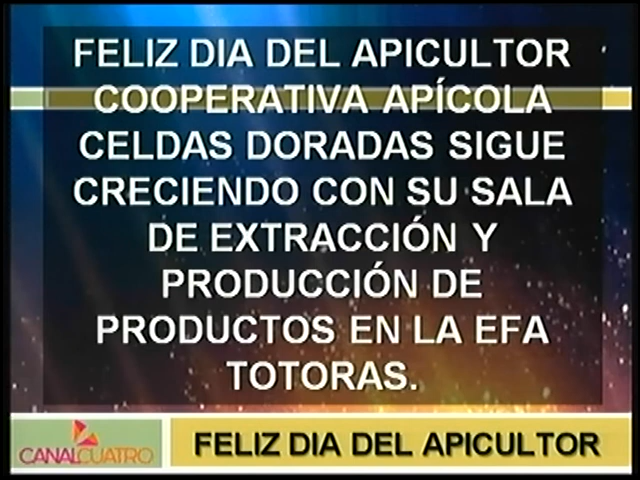 FELIZ DIA DEL APICULTOR
COOPERATIVA APÍCOLA
CELDAS DORADAS SIGUE
CRECIENDO CON SU SALA
DE EXTRACCIÓN Y
PRODUCCIÓN DE
PRODUCTOS EN LA EFA
TOTORAS.
CANALCUATRO
FELIZ DIA DEL APICULTOR